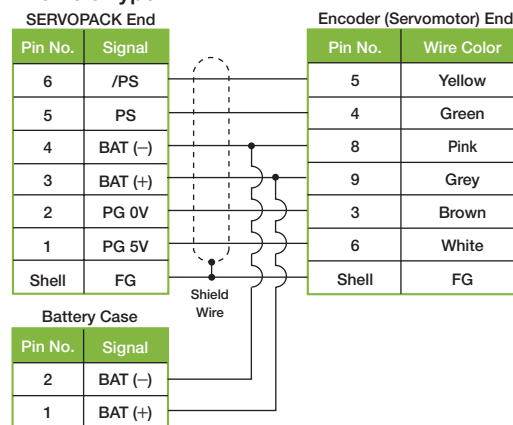 SERVOPACK End
Encoder (Servomotor) End
Pin No. Signal
Pin No. Wire Color
6 /PS
5 Yellow
5 PS
4 Green
4 BAT (−)
8 Pink
3 BAT (+)
9 Grey
2 PG 0V
3 Brown
1 PG 5V
6 White
Shell FG
Shell FG
Shield
Wire
Battery Case
Pin No. Signal
2 BAT (−)
1 BAT (+)